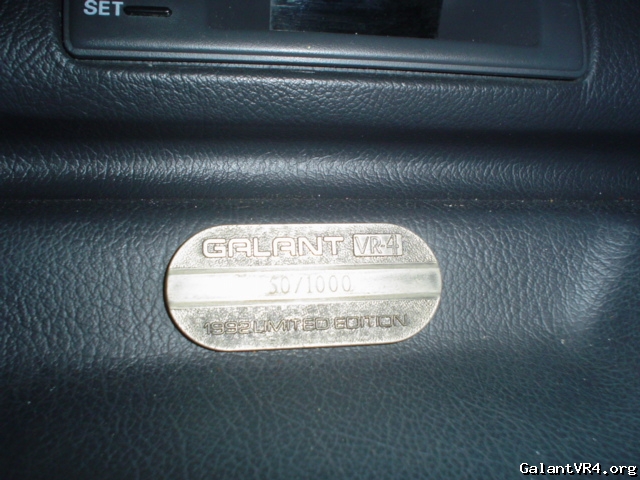 SET
GALANT VR-4
50/1000
1992 LIMITED EDITION
GalantVR4.org